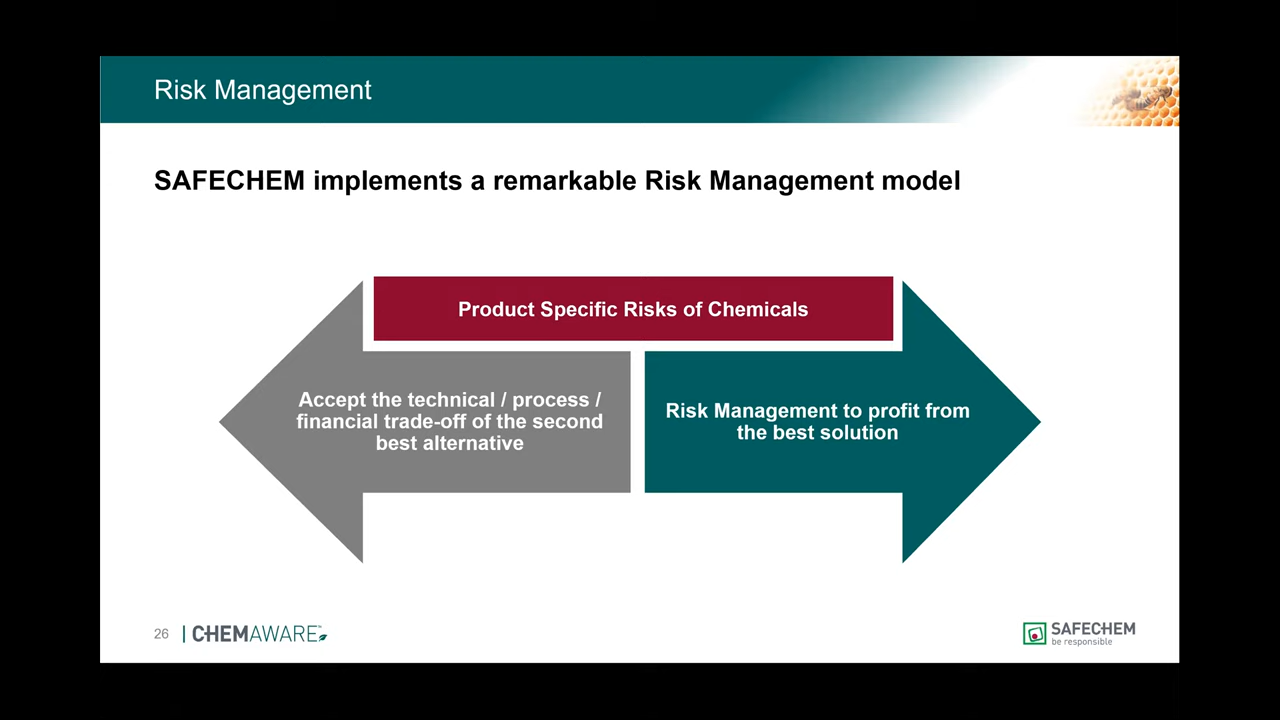 Risk Management
SAFECHEM implements a remarkable Risk Management model
Product Specific Risks of Chemicals
Accept the technical / process /
financial trade-off of the second
best alternative
Risk Management to profit from
the best solution
26 | CHEMAWARE™
SAFECHEM
be responsible